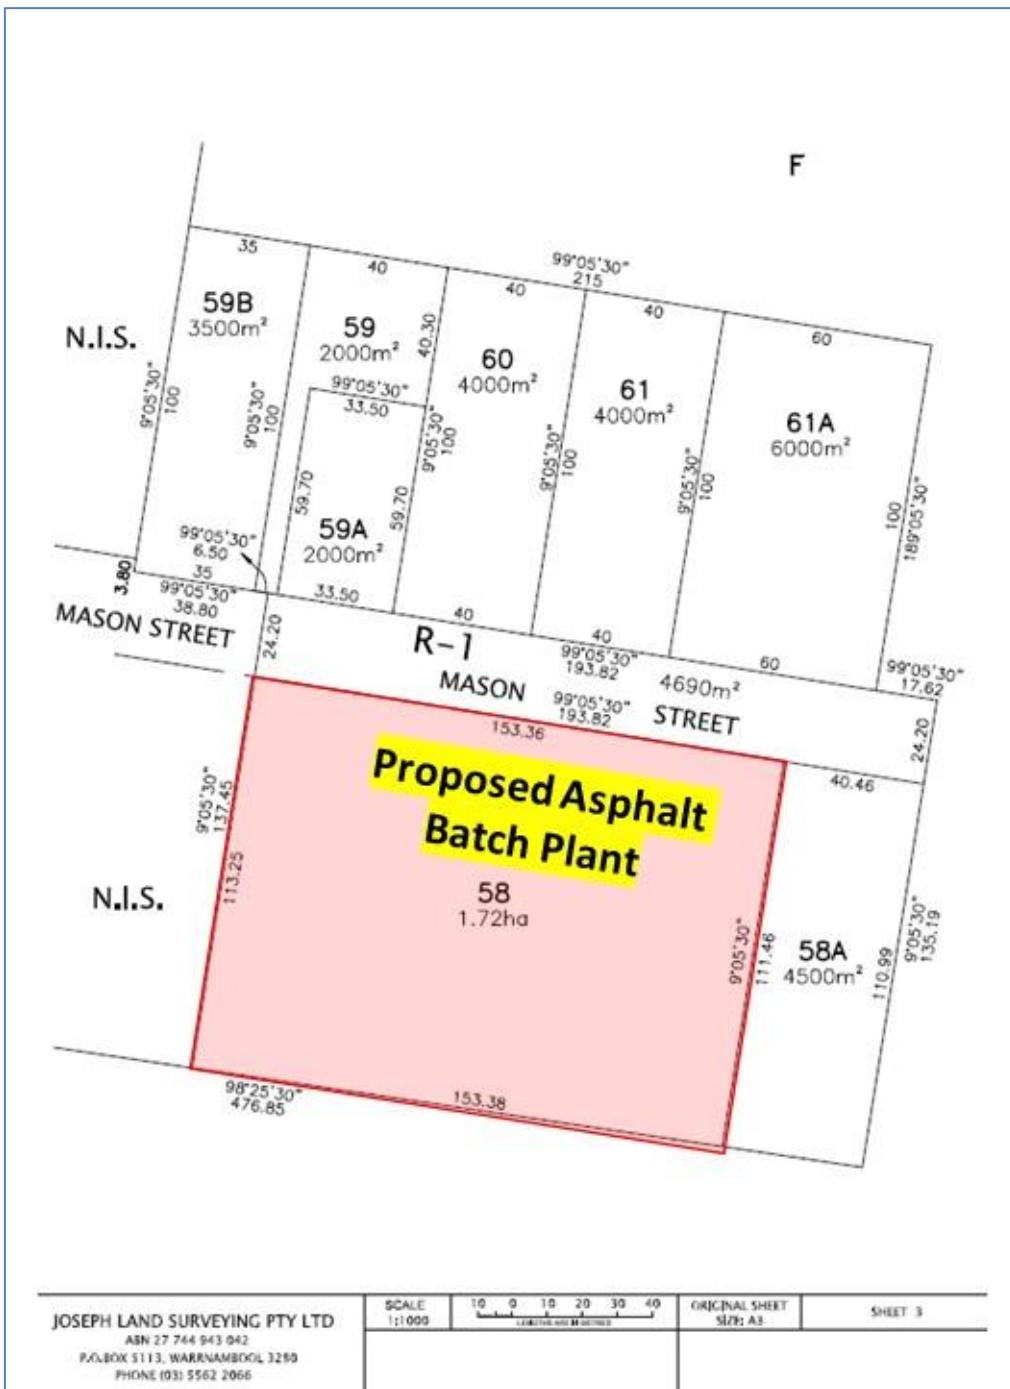 F
99°05'30"
215
35
40
40
40
60
59B
3500m²
59
2000m²
40.30
60
4000m²
61
4000m²
61A
6000m²
N.I.S.
9°05'30"
100
9°05'30"
100
99°05'30"
33.50
9°05'30"
100
9°05'30"
100
9°05'30"
100
100
189°05'30"
59.70
59.70
59A
2000m²
99°05'30"
6.50
3.80
35
99°05'30"
38.80
33.50
40
40
60
MASON STREET
24.20
R-1
99°05'30"
193.82
4690m²
99°05'30"
17.62
MASON STREET
99°05'30"
193.82
24.20
153.36
40.46
Proposed Asphalt
Batch Plant
9°05'30"
137.45
113.25
N.I.S.
58
1.72ha
9°05'30"
111.46
58A
4500m²
110.99
9°05'30"
135.19
98°25'30"
476.85
153.38
JOSEPH LAND SURVEYING PTY LTD
ABN 27 744 943 042
P.O.BOX 5113, WARRNAMBOOL 3280
PHONE (03) 5562 2066
SCALE
1:1000
10 0 10 20 30 40
LENGTHS ARE IN METRES
ORIGINAL SHEET
SIZE: A3
SHEET 3